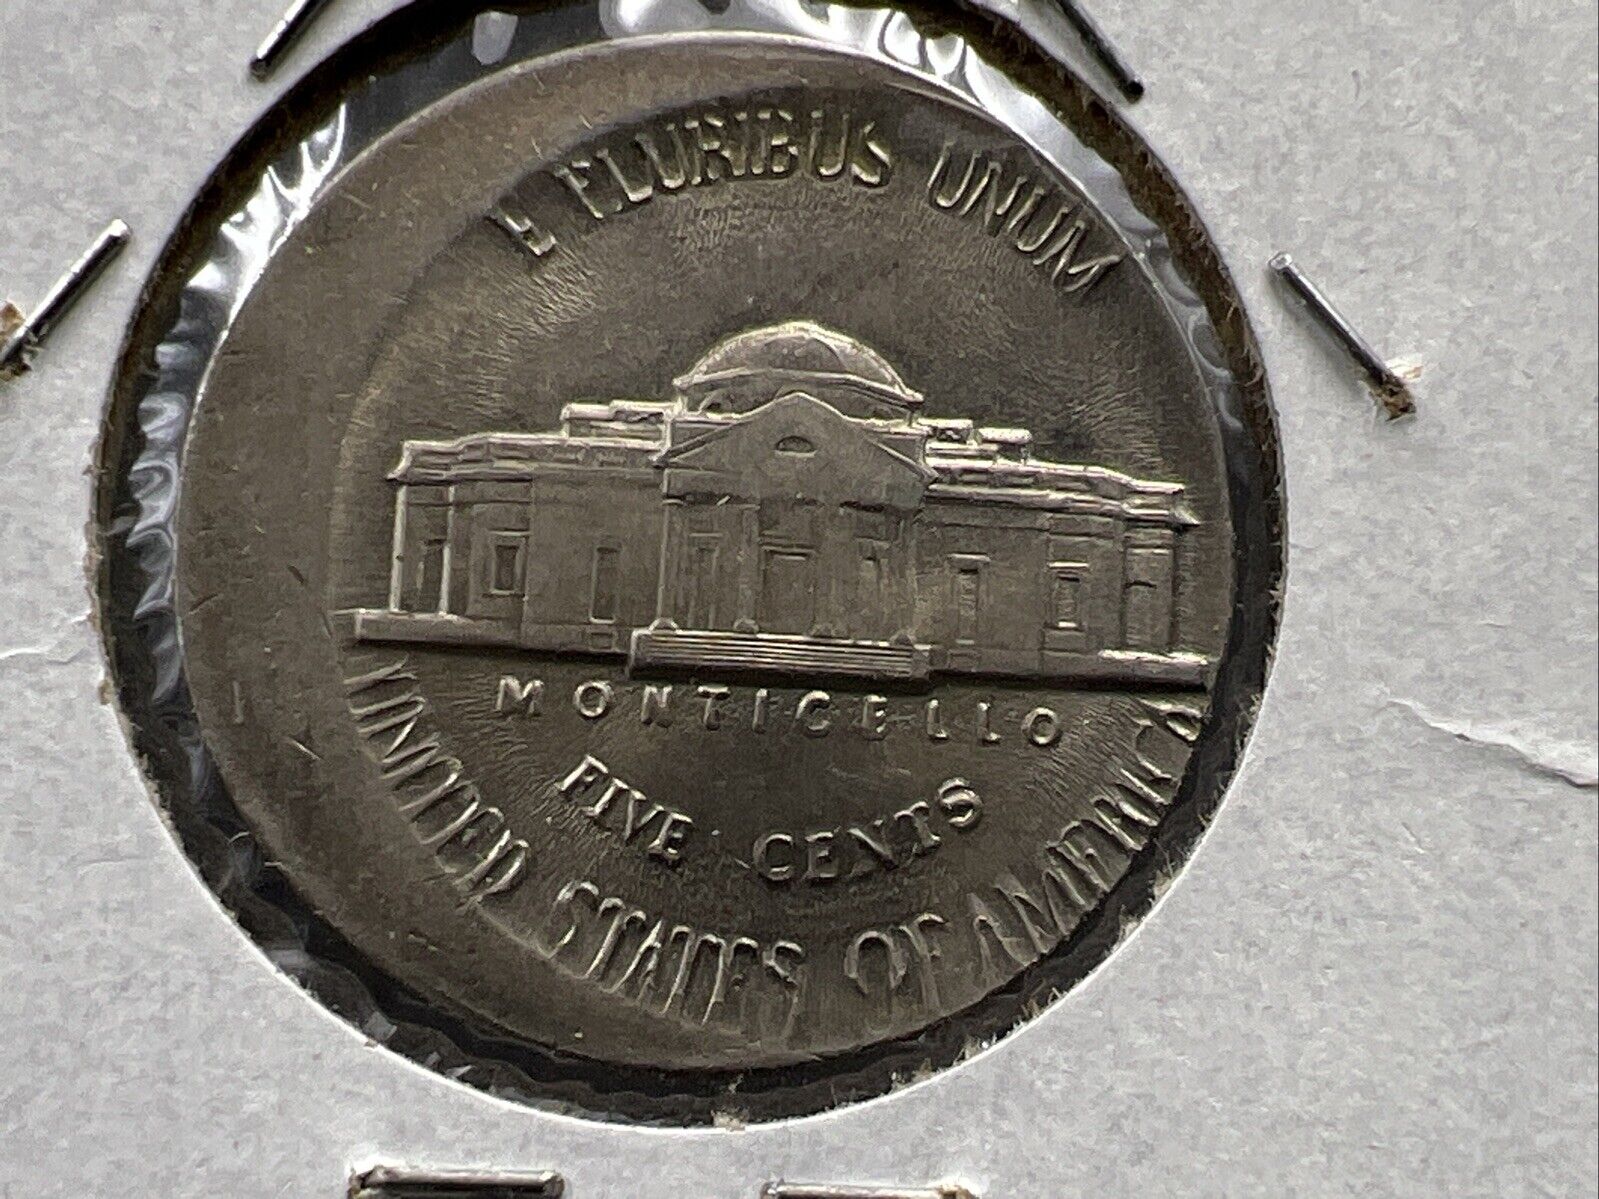 E PLURIBUS UNUM
MONTICELLO
FIVE CENTS
UNITED STATES OF AMERICA